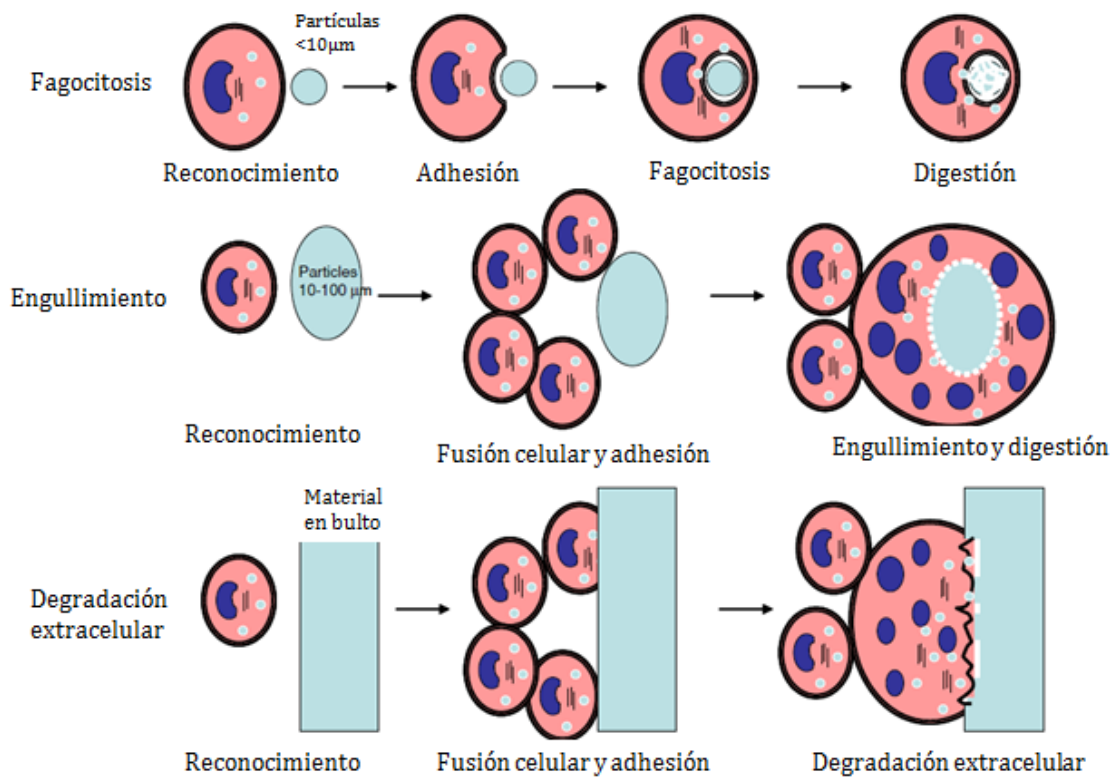 Partículas
<10µm
Fagocitosis
Reconocimiento
Adhesión
Fagocitosis
Digestión
Particles
10-100 µm
Engullimiento
Reconocimiento
Fusión celular y adhesión
Engullimiento y digestión
Material
en bulto
Degradación
extracelular
Reconocimiento
Fusión celular y adhesión
Degradación extracelular